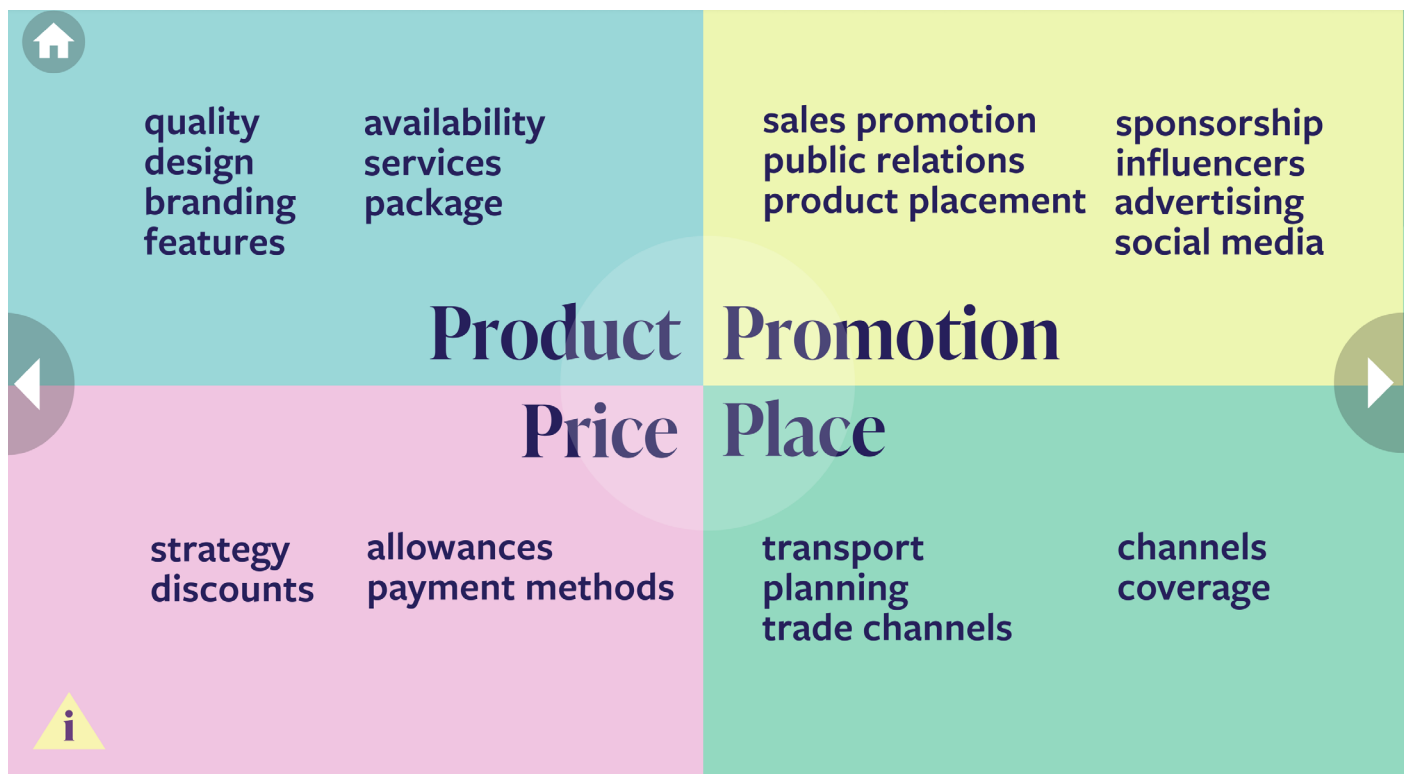 quality
design
branding
features
availability
services
package
Product
sales promotion
public relations
product placement
sponsorship
influencers
advertising
social media
Promotion
Price
strategy
discounts
allowances
payment methods
Place
transport
planning
trade channels
channels
coverage
i